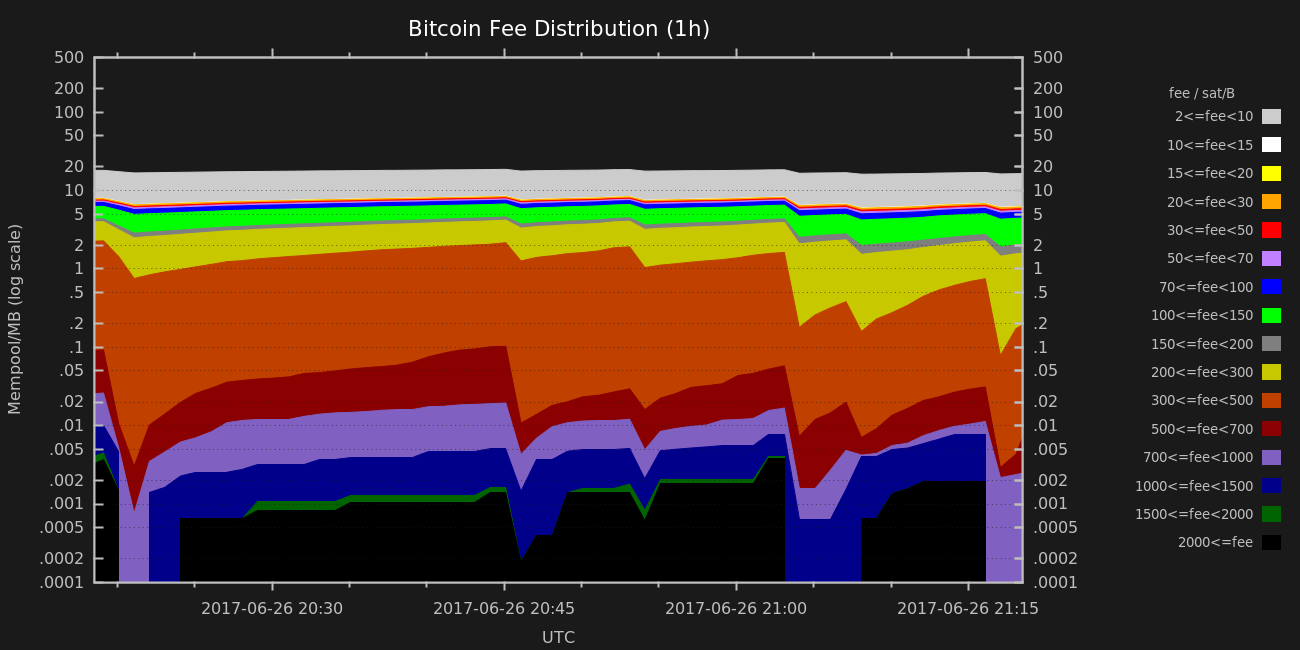 Bitcoin Fee Distribution (1h)
500 500
200 200
100 100
50 50
20 20
10 10
5 5
2 2
1 1
.5 .5
.2 .2
.1 .1
.05 .05
.02 .02
.01 .01
.005 .005
.002 .002
.001 .001
.0005 .0005
.0002 .0002
.0001 .0001
Mempool/MB (log scale)
2017-06-26 20:30 2017-06-26 20:45 2017-06-26 21:00 2017-06-26 21:15
UTC
fee / sat/B
2<=fee<10
10<=fee<15
15<=fee<20
20<=fee<30
30<=fee<50
50<=fee<70
70<=fee<100
100<=fee<150
150<=fee<200
200<=fee<300
300<=fee<500
500<=fee<700
700<=fee<1000
1000<=fee<1500
1500<=fee<2000
2000<=fee